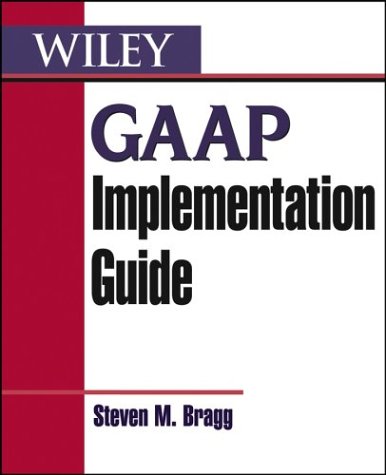 WILEY
GAAP
Implementation
Guide
Steven M. Bragg